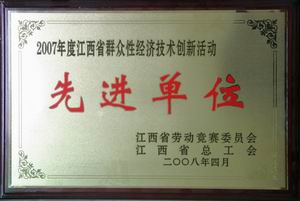 2007年度江西省群众性经济技术创新活动
先进单位
江西省劳动竞赛委员会
江西省总工会
二〇〇八年四月